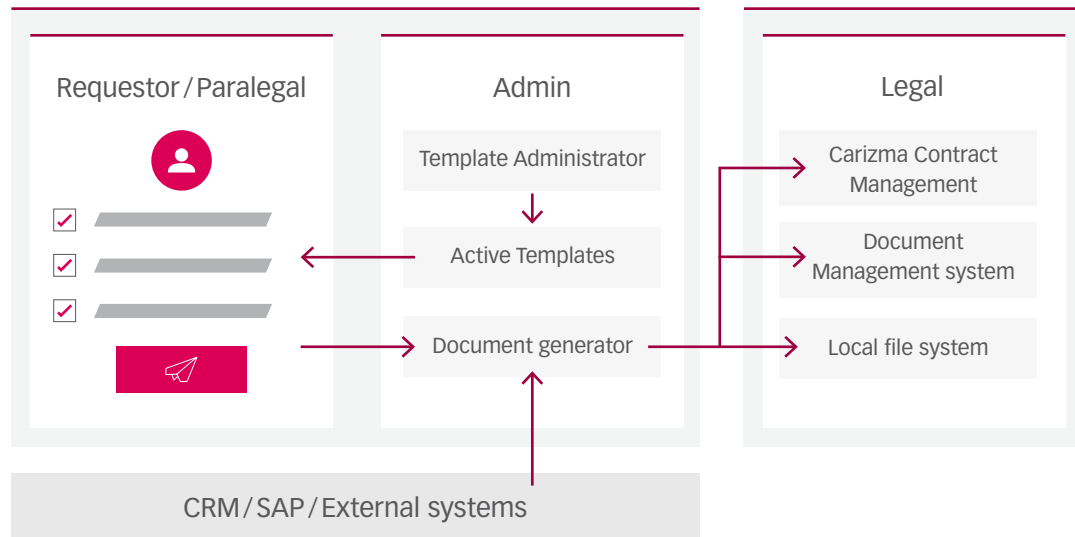 Requestor / Paralegal
Admin
Template Administrator
Active Templates
Document generator
Legal
Carizma Contract
Management
Document
Management system
Local file system
CRM / SAP / External systems